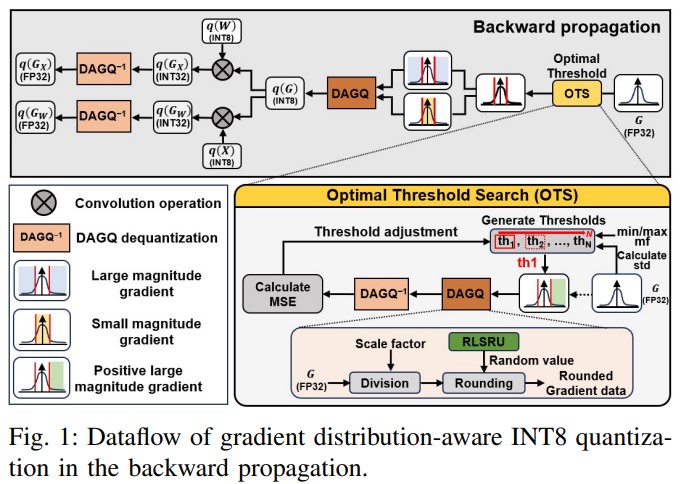 Backward propagation
q(W)
(INT8)
Optimal
Threshold
q(G_X)
(FP32)
DAGQ⁻¹
q(G_X)
(INT32)
q(G)
(INT8)
DAGQ
OTS
G
(FP32)
q(G_W)
(FP32)
DAGQ⁻¹
q(G_W)
(INT32)
q(X)
(INT8)
Convolution operation
DAGQ⁻¹
DAGQ dequantization
Large magnitude
gradient
Small magnitude
gradient
Positive large
magnitude gradient
Optimal Threshold Search (OTS)
Threshold adjustment
Generate Thresholds
th₁, th₂, ..., th_N
N
min/max
mf
Calculate
std
th1
Calculate
MSE
DAGQ⁻¹
DAGQ
G
(FP32)
Scale factor
RLSRU
Random value
G
(FP32)
Division
Rounding
Rounded
Gradient data
Fig. 1: Dataflow of gradient distribution-aware INT8 quantiza-
tion in the backward propagation.